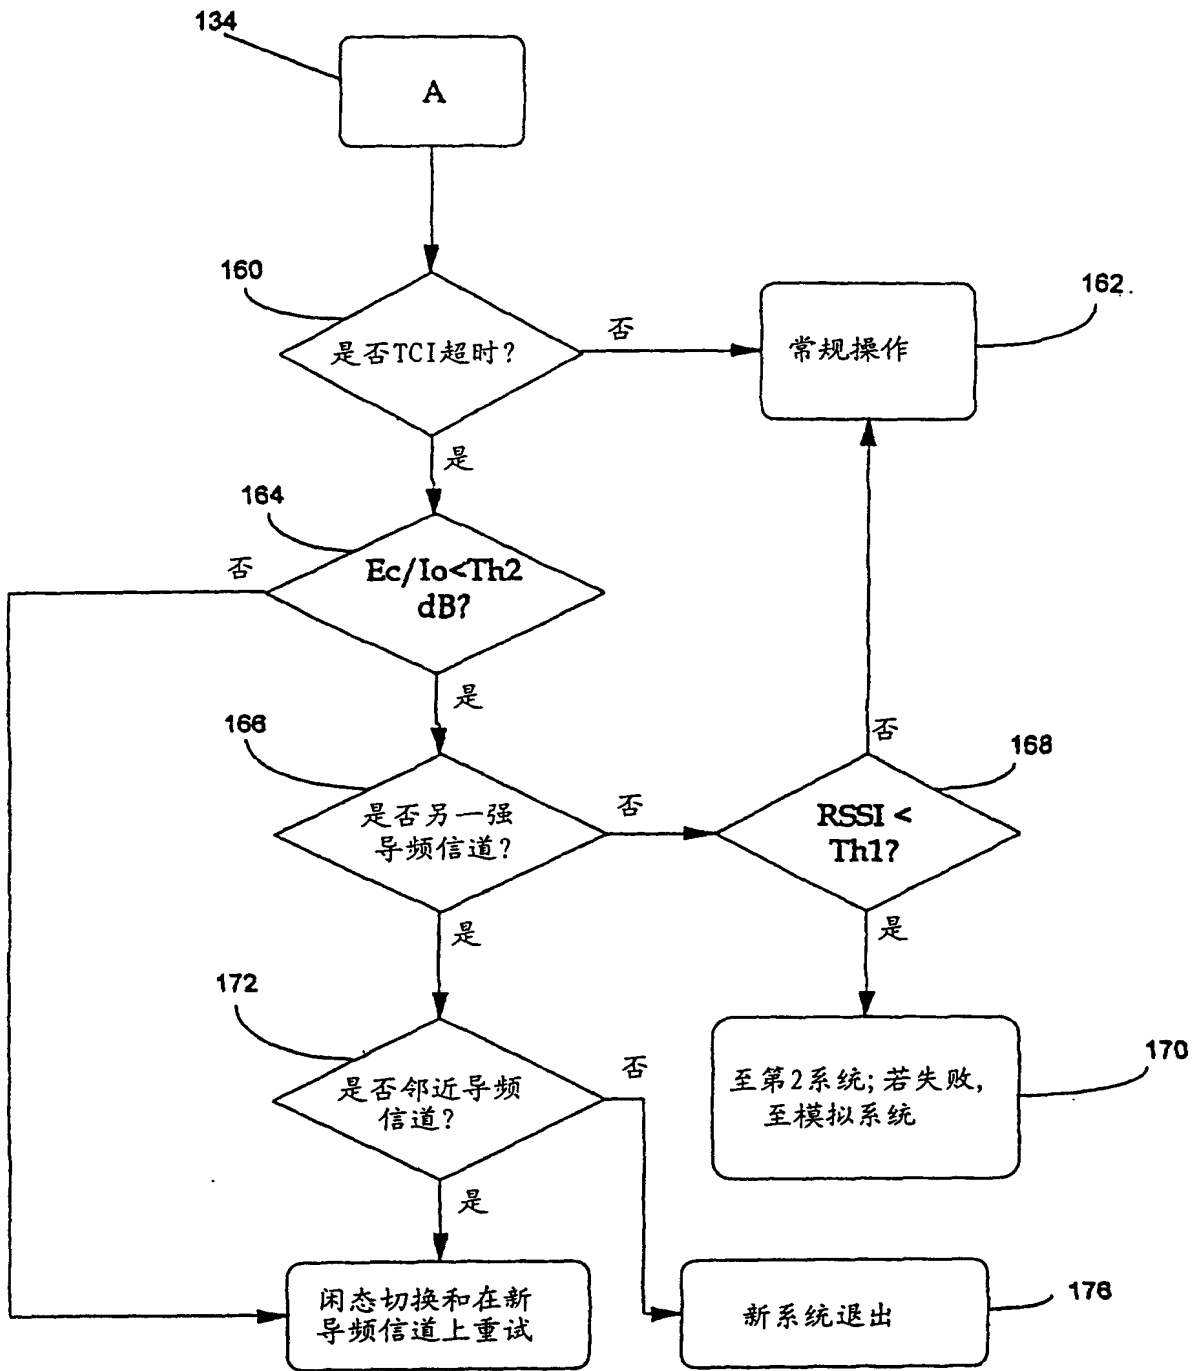 134
A
160
是否TCI超时?
否
162
常规操作
是
164
否
Ec/Io<Th2
dB?
是
166
是否另一强
导频信道?
否
否
168
RSSI <
Th1?
是
是
172
是否邻近导频
信道?
否
170
至第2系统;若失败,
至模拟系统
是
闲态切换和在新
导频信道上重试
176
新系统退出